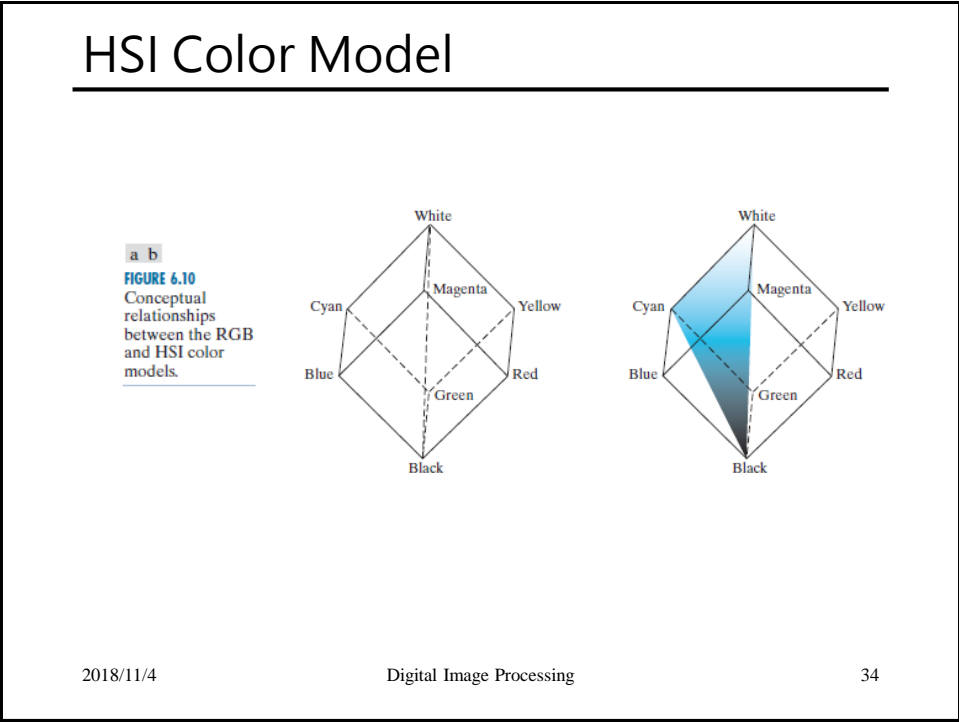 HSI Color Model
a b
FIGURE 6.10
Conceptual
relationships
between the RGB
and HSI color
models.
White
Magenta
Cyan
Yellow
Blue
Red
Green
Black
White
Magenta
Cyan
Yellow
Blue
Red
Green
Black
2018/11/4
Digital Image Processing
34